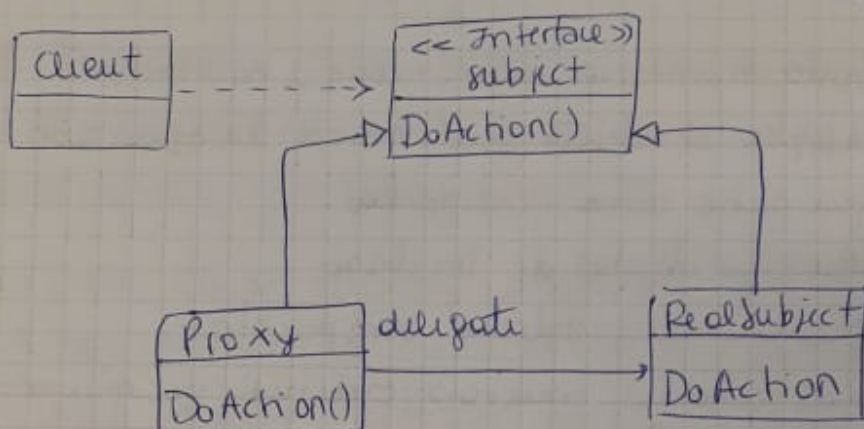 Client
<< Interface >>
subject
DoAction()
Proxy
delegate
RealSubject
DoAction()
DoAction